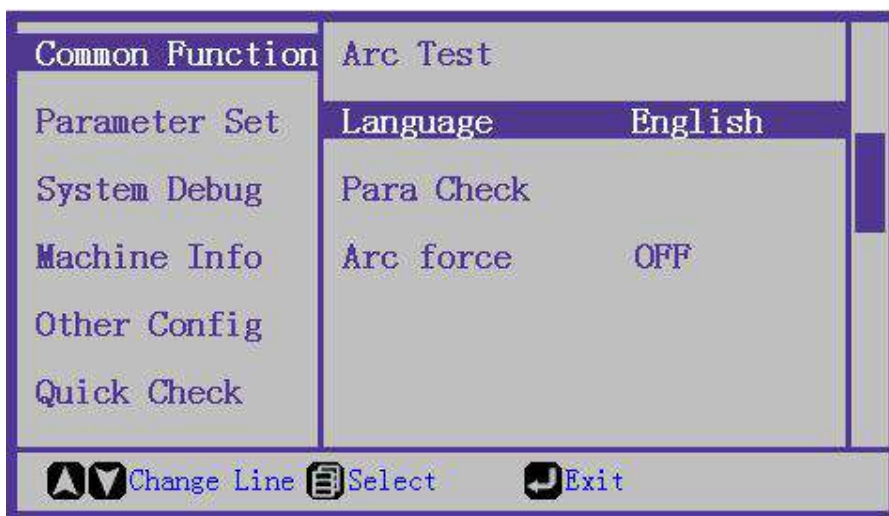 Common Function
Parameter Set
System Debug
Machine Info
Other Config
Quick Check
Arc Test
Language English
Para Check
Arc force OFF
Change Line Select Exit